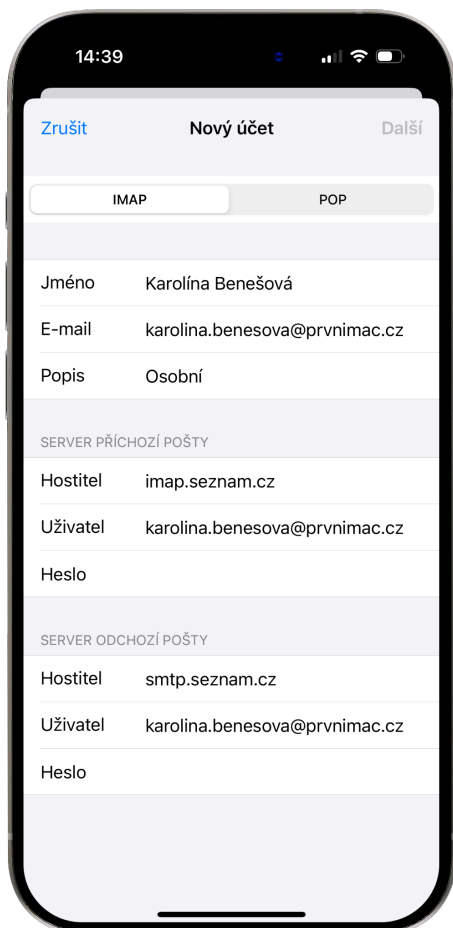 14:39
Zrušit Nový účet Další
IMAP POP
Jméno Karolína Benešová
E-mail karolina.benesova@prvnimac.cz
Popis Osobní
SERVER PŘÍCHOZÍ POŠTY
Hostitel imap.seznam.cz
Uživatel karolina.benesova@prvnimac.cz
Heslo
SERVER ODCHOZÍ POŠTY
Hostitel smtp.seznam.cz
Uživatel karolina.benesova@prvnimac.cz
Heslo